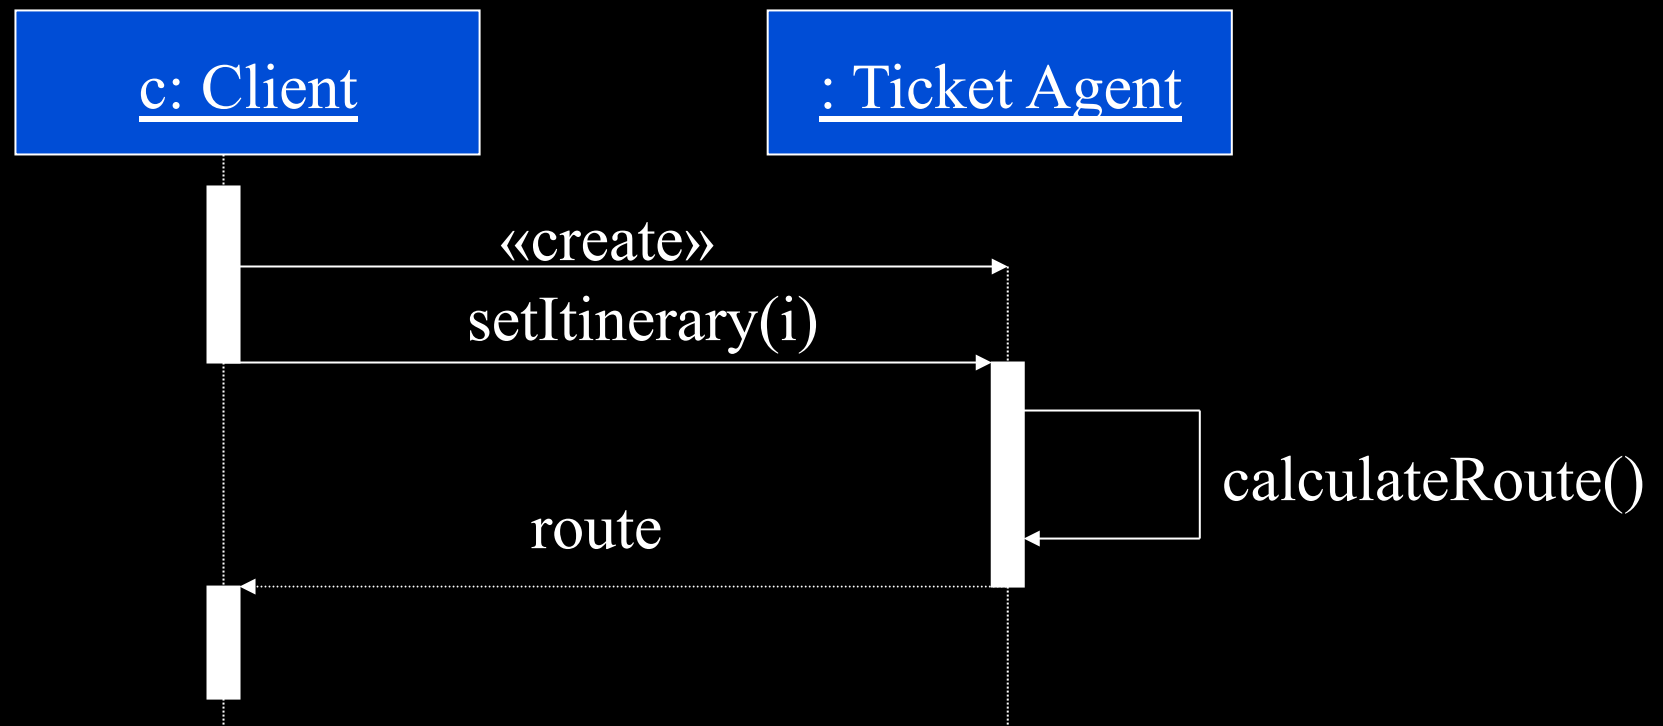 c: Client
: Ticket Agent
«create»
setItinerary(i)
calculateRoute()
route